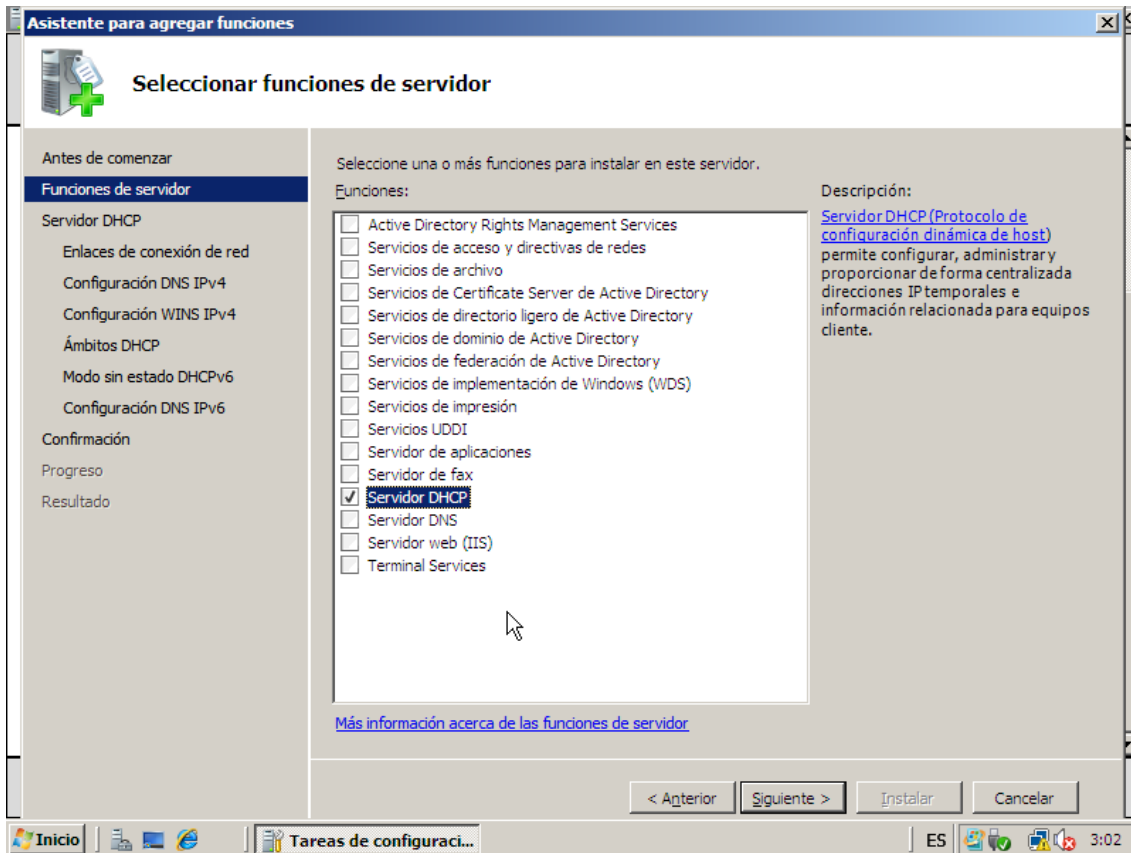 Asistente para agregar funciones
Seleccionar funciones de servidor
Antes de comenzar
Funciones de servidor
Servidor DHCP
Enlaces de conexión de red
Configuración DNS IPv4
Configuración WINS IPv4
Ámbitos DHCP
Modo sin estado DHCPv6
Configuración DNS IPv6
Confirmación
Progreso
Resultado
Seleccione una o más funciones para instalar en este servidor.
Funciones:
Active Directory Rights Management Services
Servicios de acceso y directivas de redes
Servicios de archivo
Servicios de Certificate Server de Active Directory
Servicios de directorio ligero de Active Directory
Servicios de dominio de Active Directory
Servicios de federación de Active Directory
Servicios de implementación de Windows (WDS)
Servicios de impresión
Servicios UDDI
Servidor de aplicaciones
Servidor de fax
Servidor DHCP
Servidor DNS
Servidor web (IIS)
Terminal Services
Más información acerca de las funciones de servidor
Descripción:
Servidor DHCP (Protocolo de
configuración dinámica de host)
permite configurar, administrar y
proporcionar de forma centralizada
direcciones IP temporales e
información relacionada para equipos
cliente.
< Anterior
Siguiente >
Instalar
Cancelar
Inicio
Tareas de configuraci...
ES
3:02